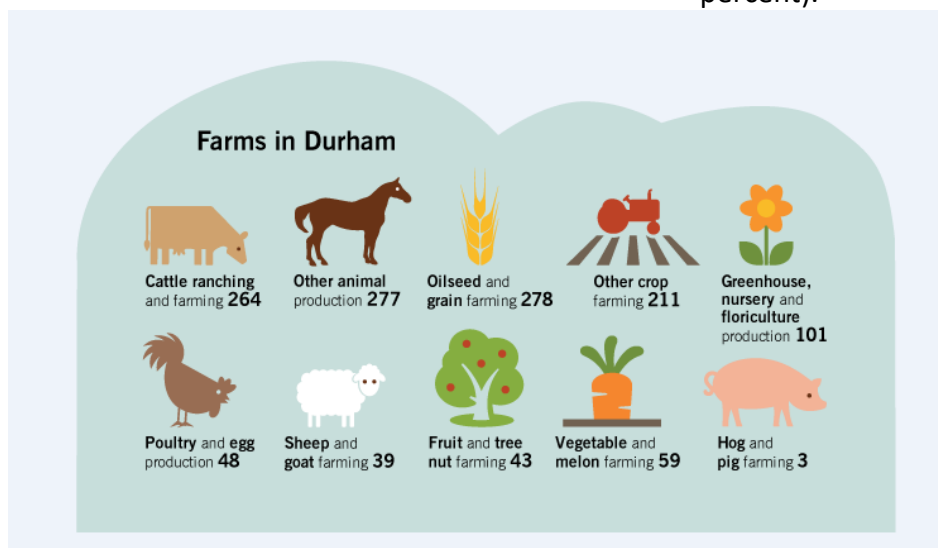 percent).
Farms in Durham
Cattle ranching
and farming 264
Other animal
production 277
Oilseed and
grain farming 278
Other crop
farming 211
Greenhouse,
nursery and
floriculture
production 101
Poultry and egg
production 48
Sheep and
goat farming 39
Fruit and tree
nut farming 43
Vegetable and
melon farming 59
Hog and
pig farming 3